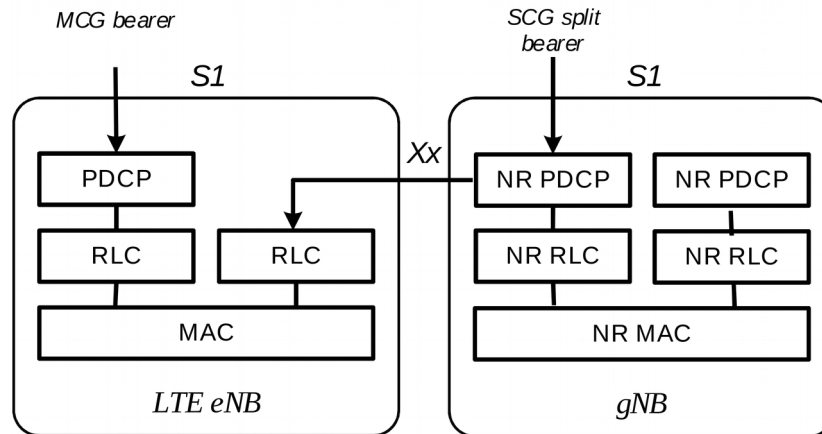 MCG bearer
SCG split
bearer
S1
S1
Xx
PDCP
NR PDCP
NR PDCP
RLC
RLC
NR RLC
NR RLC
MAC
NR MAC
LTE eNB
gNB